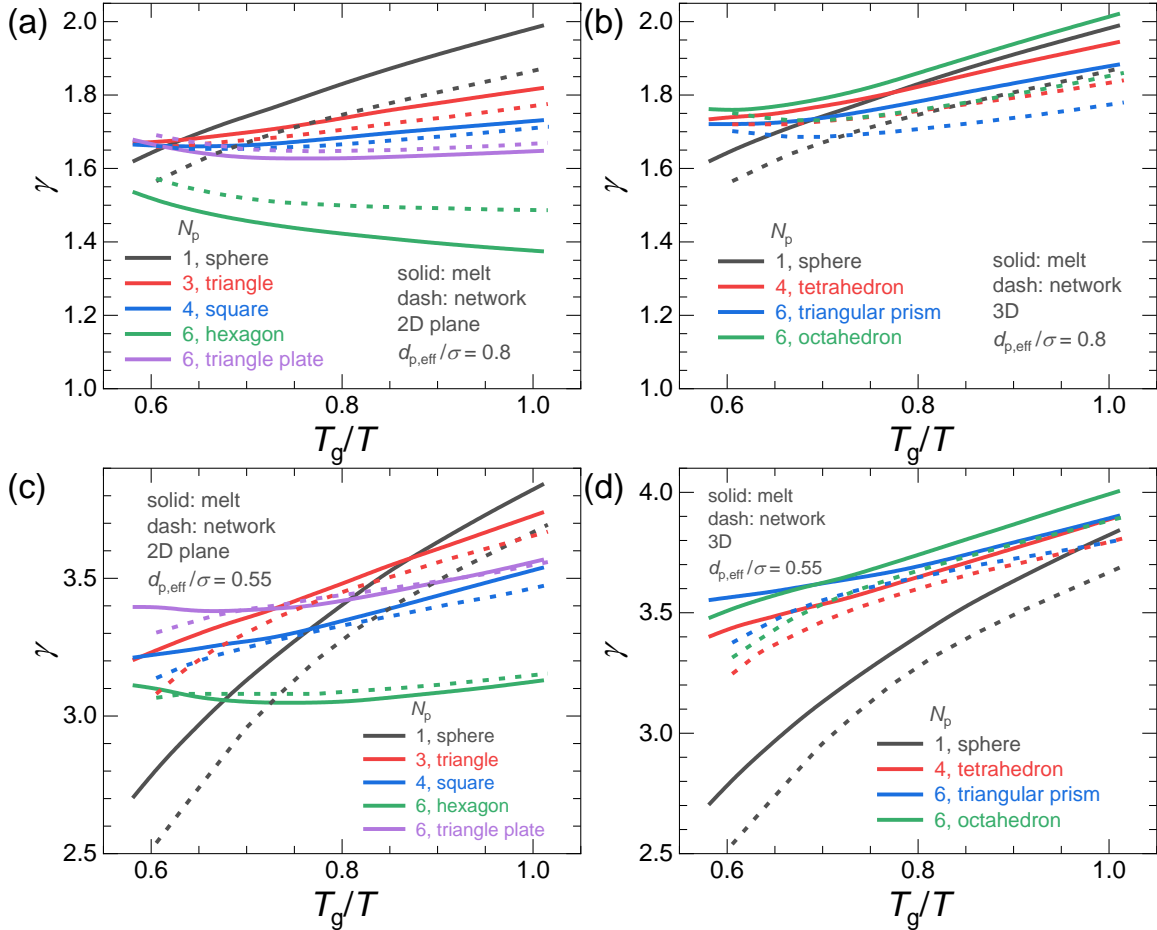 (a)
2.0
1.8
1.6
1.4
1.2
1.0
γ
N_p
1, sphere
3, triangle
4, square
6, hexagon
6, triangle plate
solid: melt
dash: network
2D plane
d_p,eff/σ = 0.8
0.6
0.8
1.0
T_g/T
(b)
2.0
1.8
1.6
1.4
1.2
1.0
γ
N_p
1, sphere
4, tetrahedron
6, triangular prism
6, octahedron
solid: melt
dash: network
3D
d_p,eff/σ = 0.8
0.6
0.8
1.0
T_g/T
(c)
3.5
3.0
2.5
γ
solid: melt
dash: network
2D plane
d_p,eff/σ = 0.55
N_p
1, sphere
3, triangle
4, square
6, hexagon
6, triangle plate
0.6
0.8
1.0
T_g/T
(d)
4.0
3.5
3.0
2.5
γ
solid: melt
dash: network
3D
d_p,eff/σ = 0.55
N_p
1, sphere
4, tetrahedron
6, triangular prism
6, octahedron
0.6
0.8
1.0
T_g/T